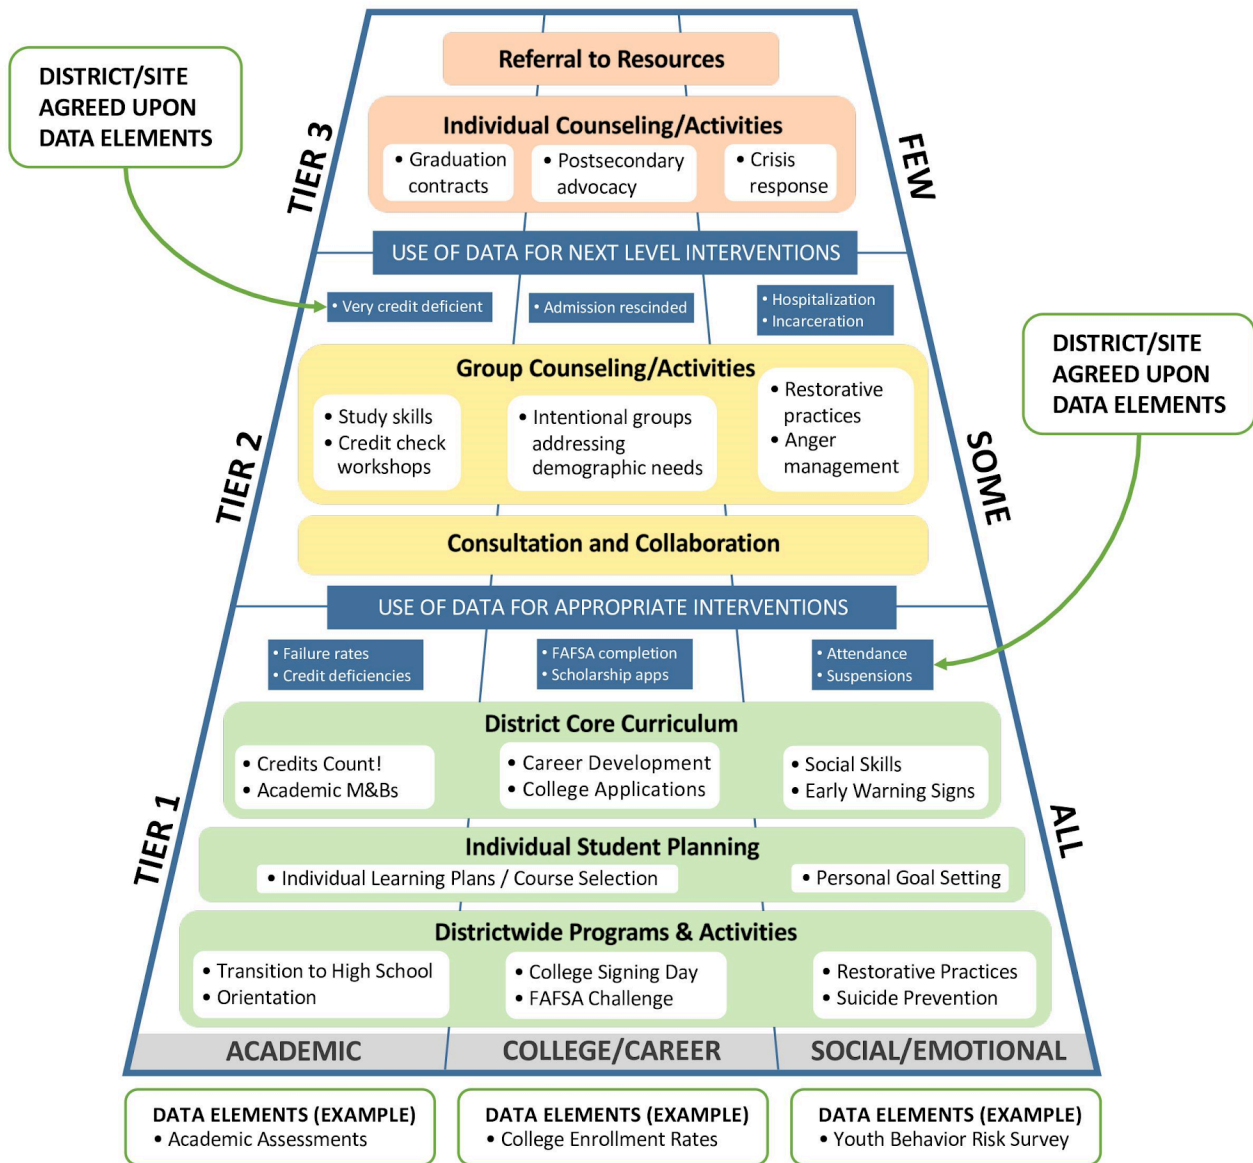 Referral to Resources
DISTRICT/SITE
AGREED UPON
DATA ELEMENTS
TIER 3
FEW
Individual Counseling/Activities
• Graduation
contracts
• Postsecondary
advocacy
• Crisis
response
USE OF DATA FOR NEXT LEVEL INTERVENTIONS
• Very credit deficient
• Admission rescinded
• Hospitalization
• Incarceration
DISTRICT/SITE
AGREED UPON
DATA ELEMENTS
TIER 2
SOME
Group Counseling/Activities
• Study skills
• Credit check
workshops
• Intentional groups
addressing
demographic needs
• Restorative
practices
• Anger
management
Consultation and Collaboration
USE OF DATA FOR APPROPRIATE INTERVENTIONS
• Failure rates
• Credit deficiencies
• FAFSA completion
• Scholarship apps
• Attendance
• Suspensions
TIER 1
ALL
District Core Curriculum
• Credits Count!
• Academic M&Bs
• Career Development
• College Applications
• Social Skills
• Early Warning Signs
Individual Student Planning
• Individual Learning Plans / Course Selection
• Personal Goal Setting
Districtwide Programs & Activities
• Transition to High School
• Orientation
• College Signing Day
• FAFSA Challenge
• Restorative Practices
• Suicide Prevention
ACADEMIC
COLLEGE/CAREER
SOCIAL/EMOTIONAL
DATA ELEMENTS (EXAMPLE)
• Academic Assessments
DATA ELEMENTS (EXAMPLE)
• College Enrollment Rates
DATA ELEMENTS (EXAMPLE)
• Youth Behavior Risk Survey